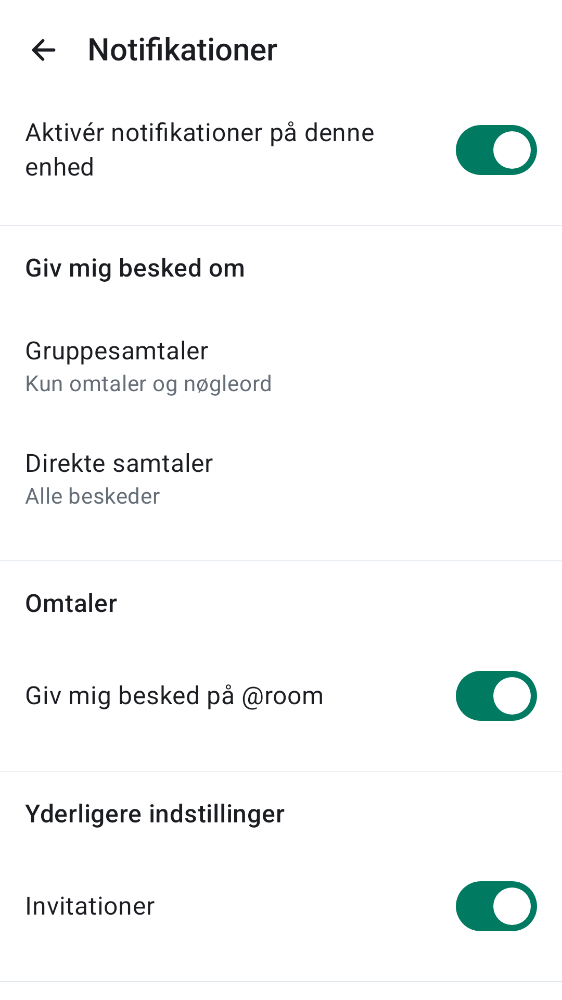 Notifikationer
Aktivér notifikationer på denne
enhed
Giv mig besked om
Gruppesamtaler
Kun omtaler og nøgleord
Direkte samtaler
Alle beskeder
Omtaler
Giv mig besked på @room
Yderligere indstillinger
Invitationer